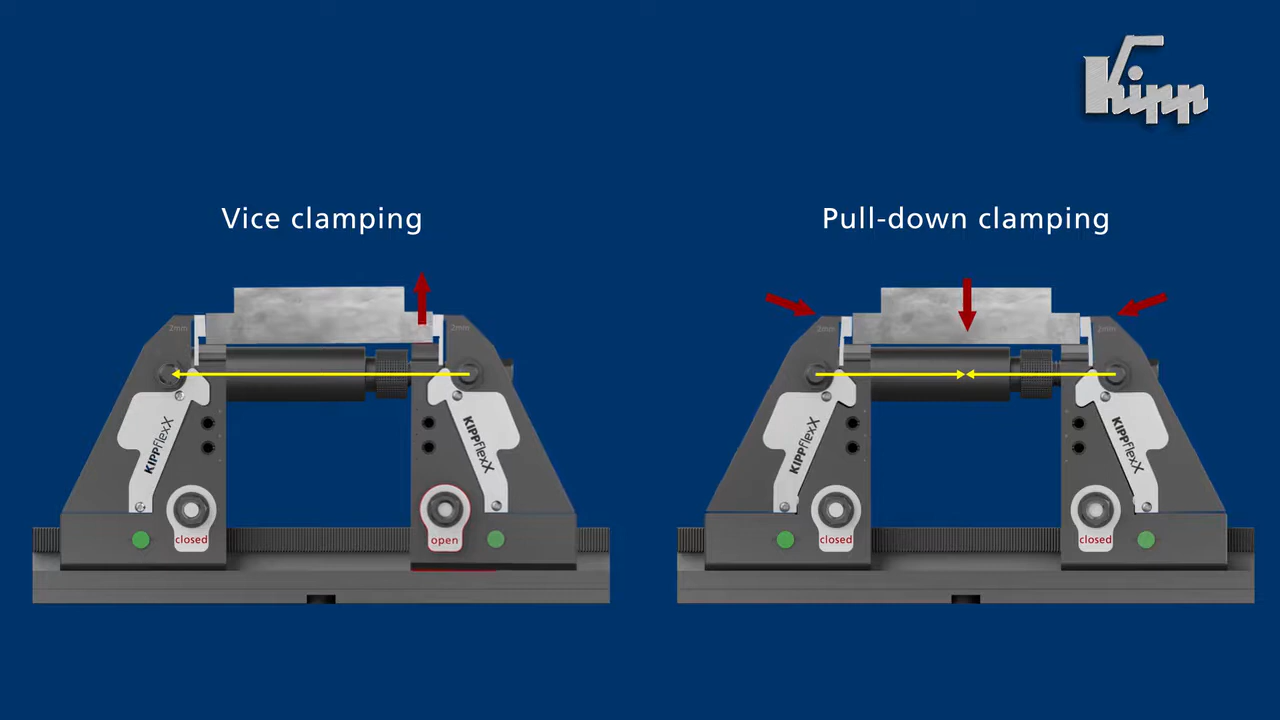 Kipp
Vice clamping
Pull-down clamping
2mm
2mm
2mm
2mm
KIPPflexX
KIPPflexX
KIPPflexX
KIPPflexX
closed
open
closed
closed